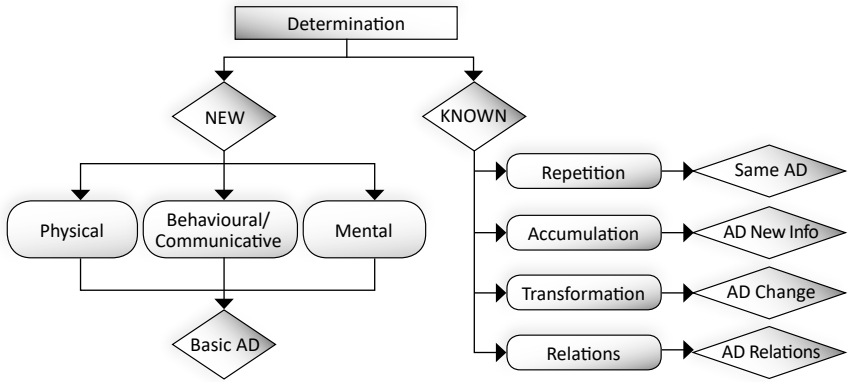 Determination
NEW
KNOWN
Physical
Behavioural/
Communicative
Mental
Basic AD
Repetition
Same AD
Accumulation
AD New Info
Transformation
AD Change
Relations
AD Relations